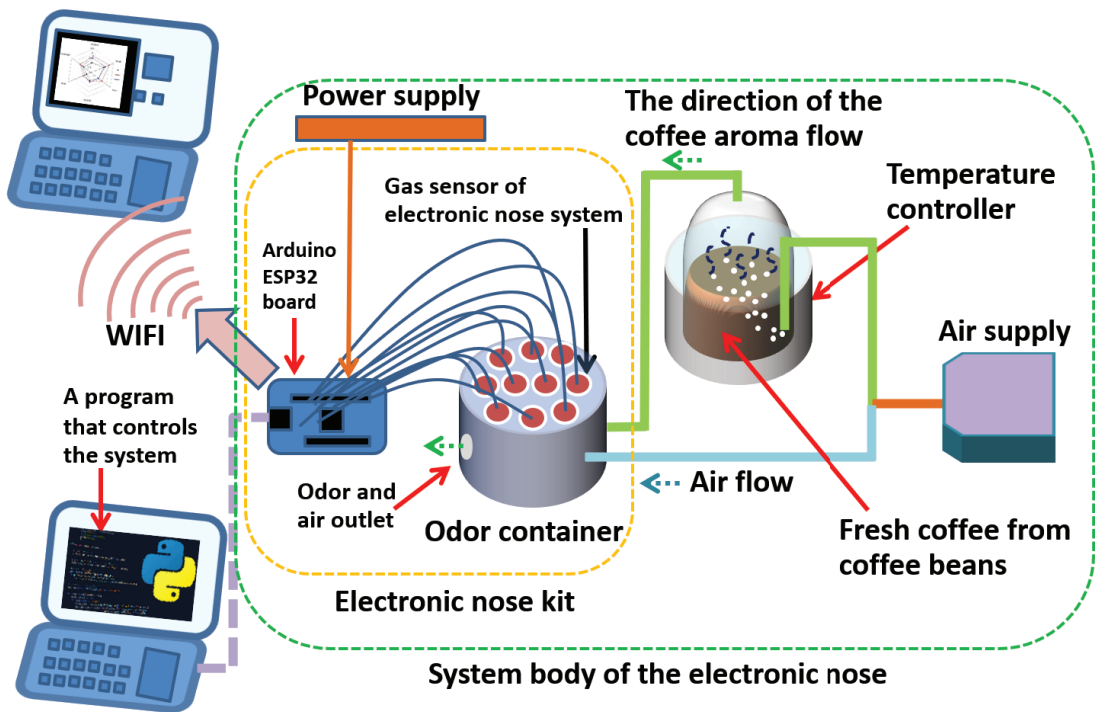 Power supply
The direction of the
coffee aroma flow
Gas sensor of
electronic nose system
Temperature
controller
Arduino
ESP32
board
WIFI
Air supply
A program
that controls
the system
Odor and
air outlet
Odor container
Air flow
Fresh coffee from
coffee beans
Electronic nose kit
System body of the electronic nose